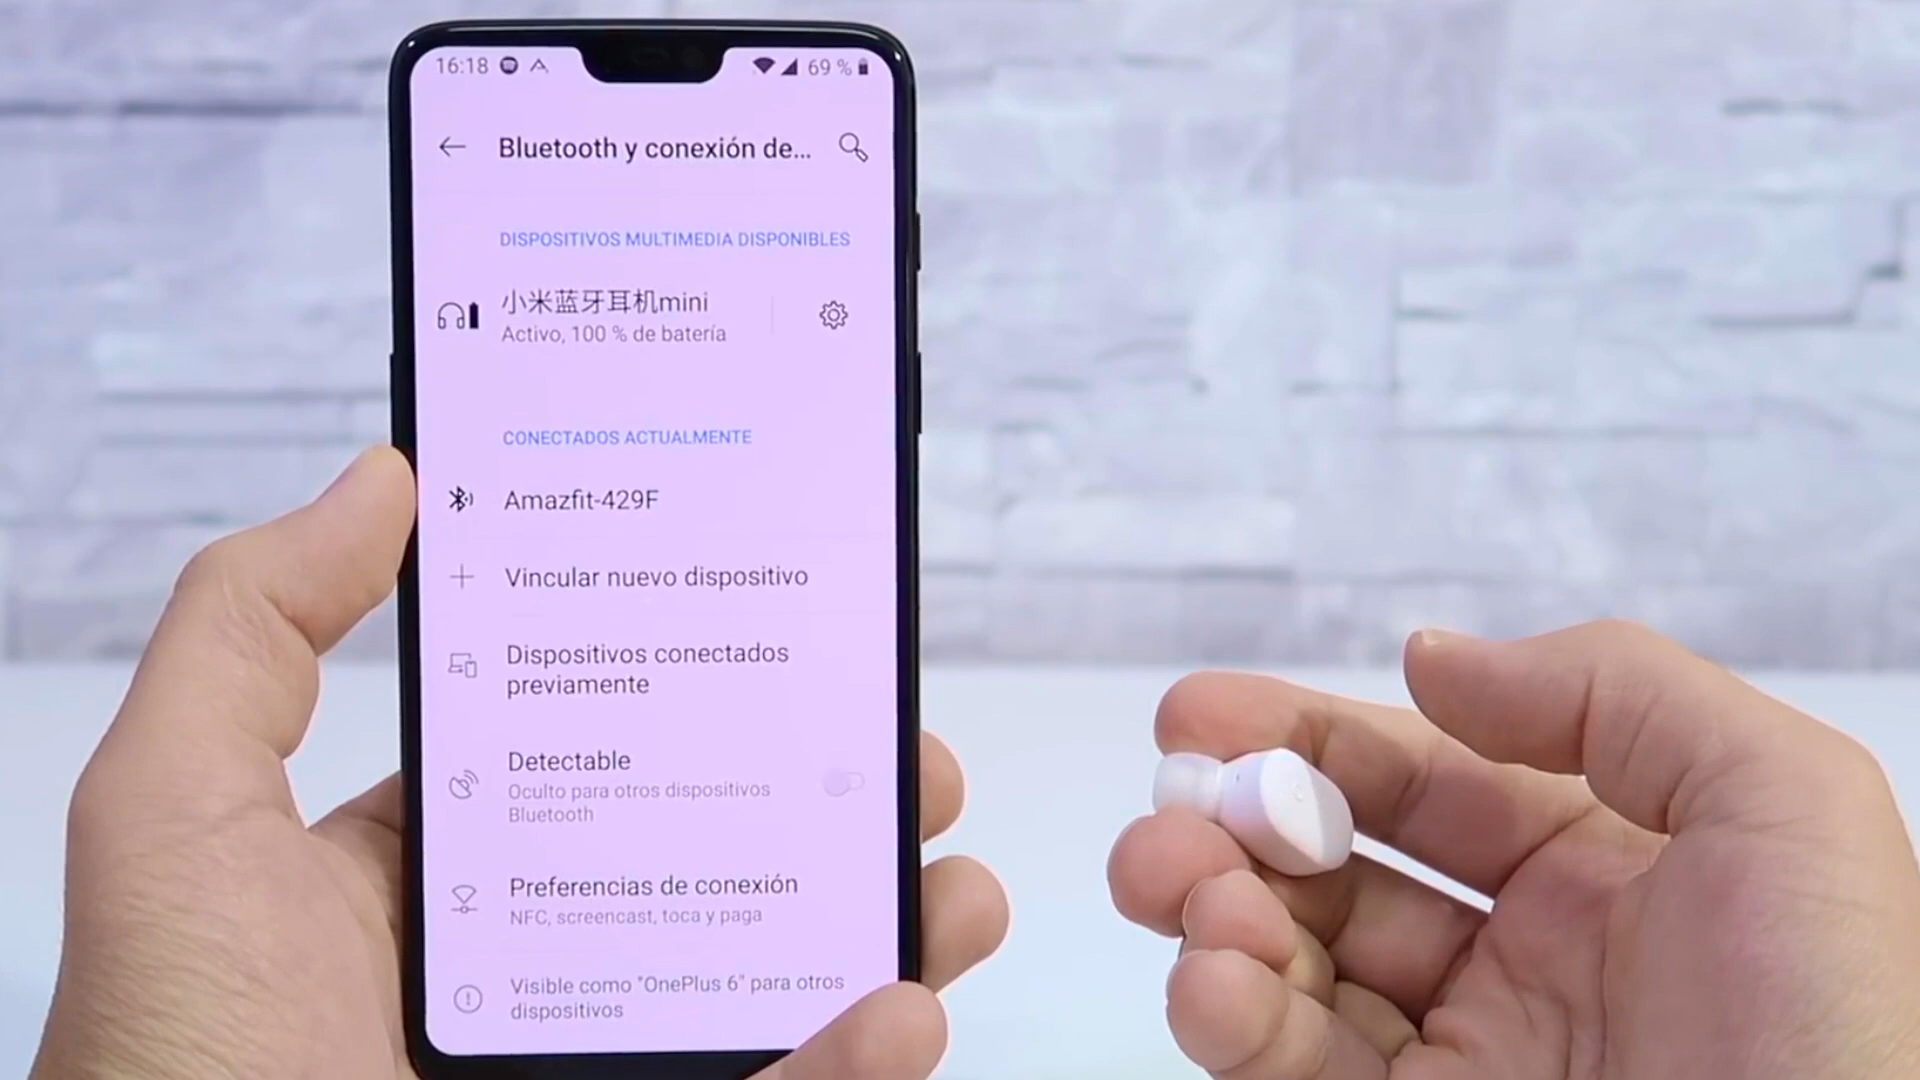 16:18
69 %
Bluetooth y conexión de...
DISPOSITIVOS MULTIMEDIA DISPONIBLES
小米蓝牙耳机mini
Activo, 100 % de batería
CONECTADOS ACTUALMENTE
Amazfit-429F
Vincular nuevo dispositivo
Dispositivos conectados
previamente
Detectable
Oculto para otros dispositivos
Bluetooth
Preferencias de conexión
NFC, screencast, toca y paga
Visible como "OnePlus 6" para otros
dispositivos